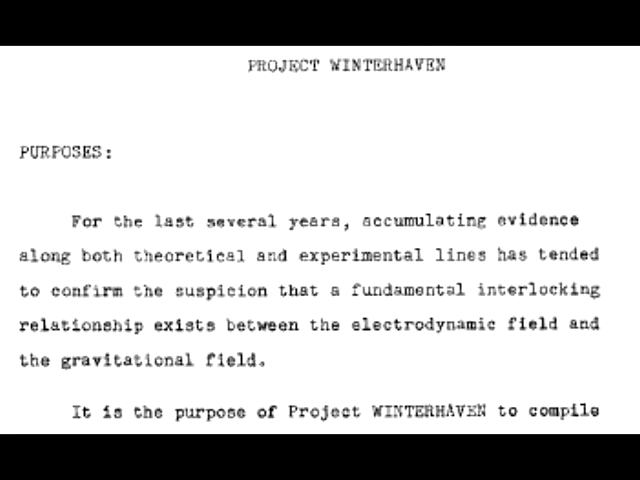 PROJECT WINTERHAVEN
PURPOSES:
For the last several years, accumulating evidence
along both theoretical and experimental lines has tended
to confirm the suspicion that a fundamental interlocking
relationship exists between the electrodynamic field and
the gravitational field.
It is the purpose of Project WINTERHAVEN to compile